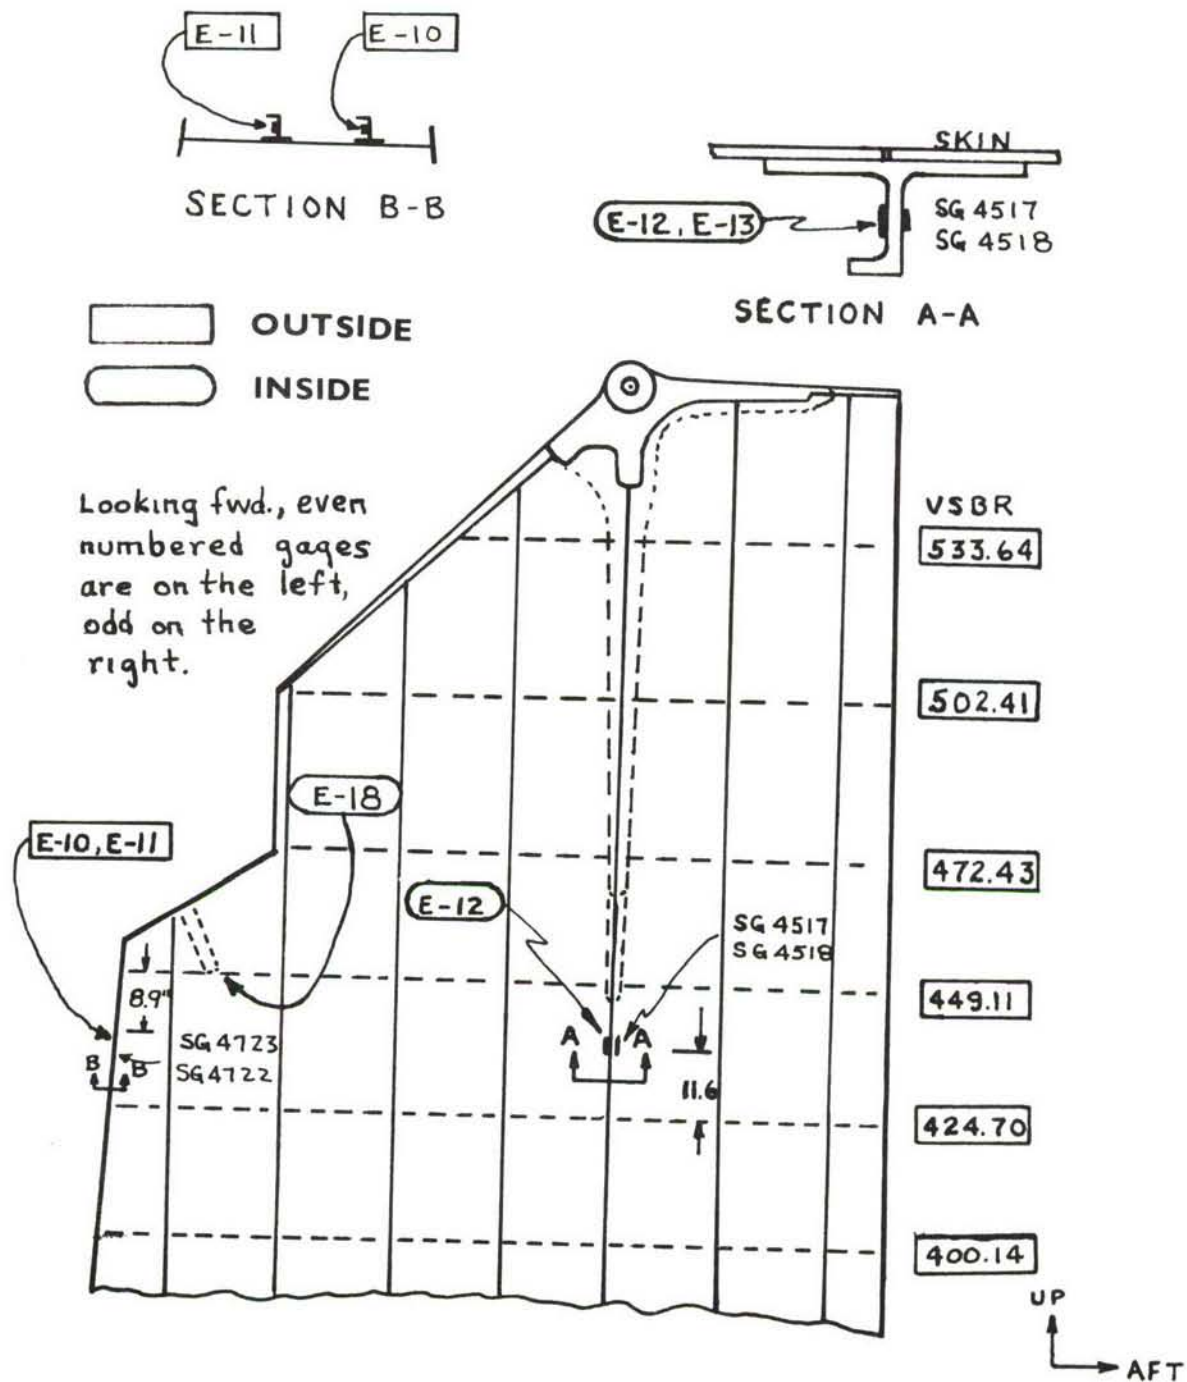 E-11
E-10
SECTION B-B
SKIN
E-12, E-13
SG 4517
SG 4518
SECTION A-A
OUTSIDE
INSIDE
Looking fwd., even
numbered gages
are on the left,
odd on the
right.
VSBR
533.64
502.41
E-18
E-10, E-11
472.43
E-12
SG 4517
SG 4518
8.9"
449.11
SG 4723
SG 4722
B B
A A
11.6
424.70
400.14
UP
AFT